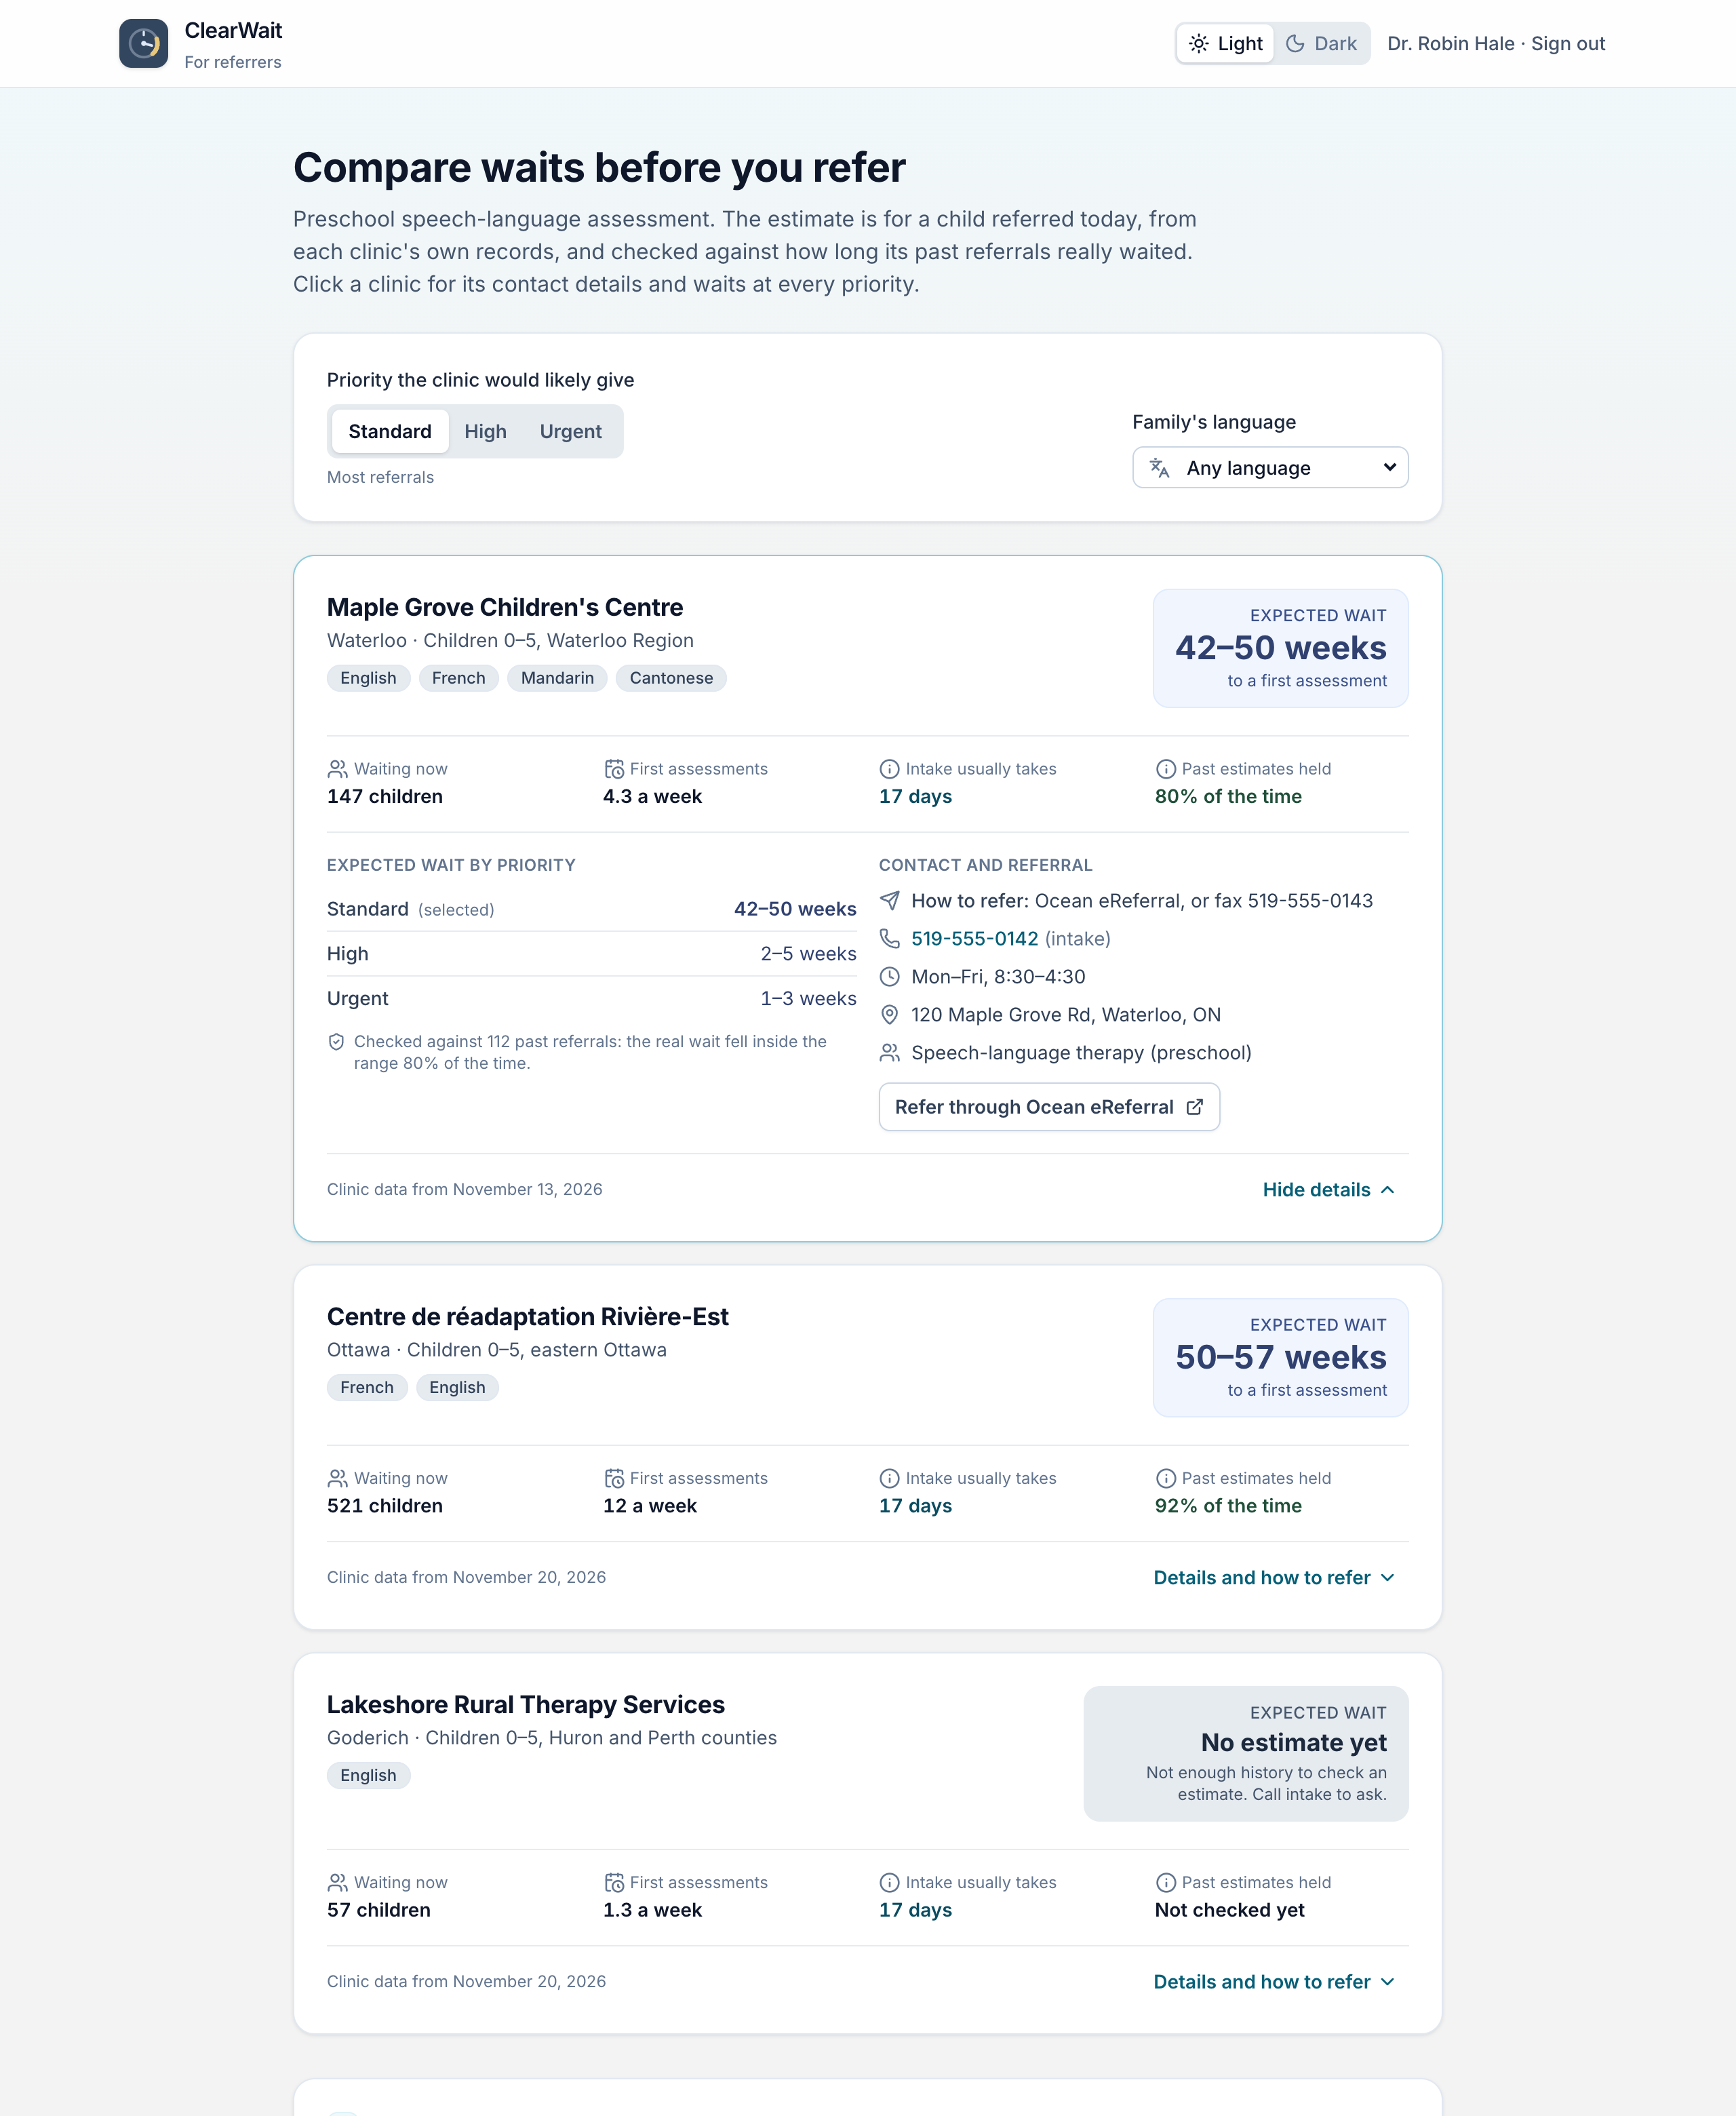 ClearWait
For referrers
Light
Dark
Dr. Robin Hale · Sign out
Compare waits before you refer
Preschool speech-language assessment. The estimate is for a child referred today, from
each clinic's own records, and checked against how long its past referrals really waited.
Click a clinic for its contact details and waits at every priority.
Priority the clinic would likely give
Standard
High
Urgent
Most referrals
Family's language
Any language
Maple Grove Children's Centre
Waterloo · Children 0–5, Waterloo Region
English
French
Mandarin
Cantonese
EXPECTED WAIT
42–50 weeks
to a first assessment
Waiting now
147 children
First assessments
4.3 a week
Intake usually takes
17 days
Past estimates held
80% of the time
EXPECTED WAIT BY PRIORITY
Standard (selected) 42–50 weeks
High 2–5 weeks
Urgent 1–3 weeks
Checked against 112 past referrals: the real wait fell inside the
range 80% of the time.
CONTACT AND REFERRAL
How to refer: Ocean eReferral, or fax 519-555-0143
519-555-0142 (intake)
Mon–Fri, 8:30–4:30
120 Maple Grove Rd, Waterloo, ON
Speech-language therapy (preschool)
Refer through Ocean eReferral
Clinic data from November 13, 2026
Hide details
Centre de réadaptation Rivière-Est
Ottawa · Children 0–5, eastern Ottawa
French
English
EXPECTED WAIT
50–57 weeks
to a first assessment
Waiting now
521 children
First assessments
12 a week
Intake usually takes
17 days
Past estimates held
92% of the time
Clinic data from November 20, 2026
Details and how to refer
Lakeshore Rural Therapy Services
Goderich · Children 0–5, Huron and Perth counties
English
EXPECTED WAIT
No estimate yet
Not enough history to check an
estimate. Call intake to ask.
Waiting now
57 children
First assessments
1.3 a week
Intake usually takes
17 days
Past estimates held
Not checked yet
Clinic data from November 20, 2026
Details and how to refer